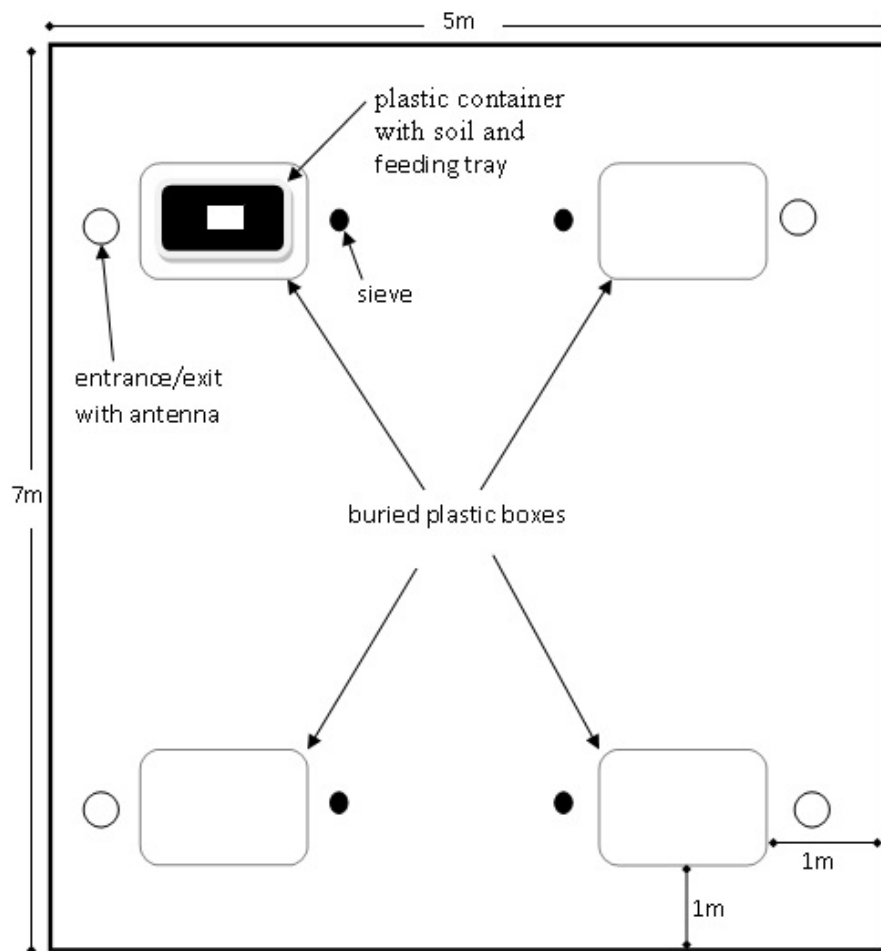 5m
plastic container
with soil and
feeding tray
sieve
entrance/exit
with antenna
7m
buried plastic boxes
1m
1m